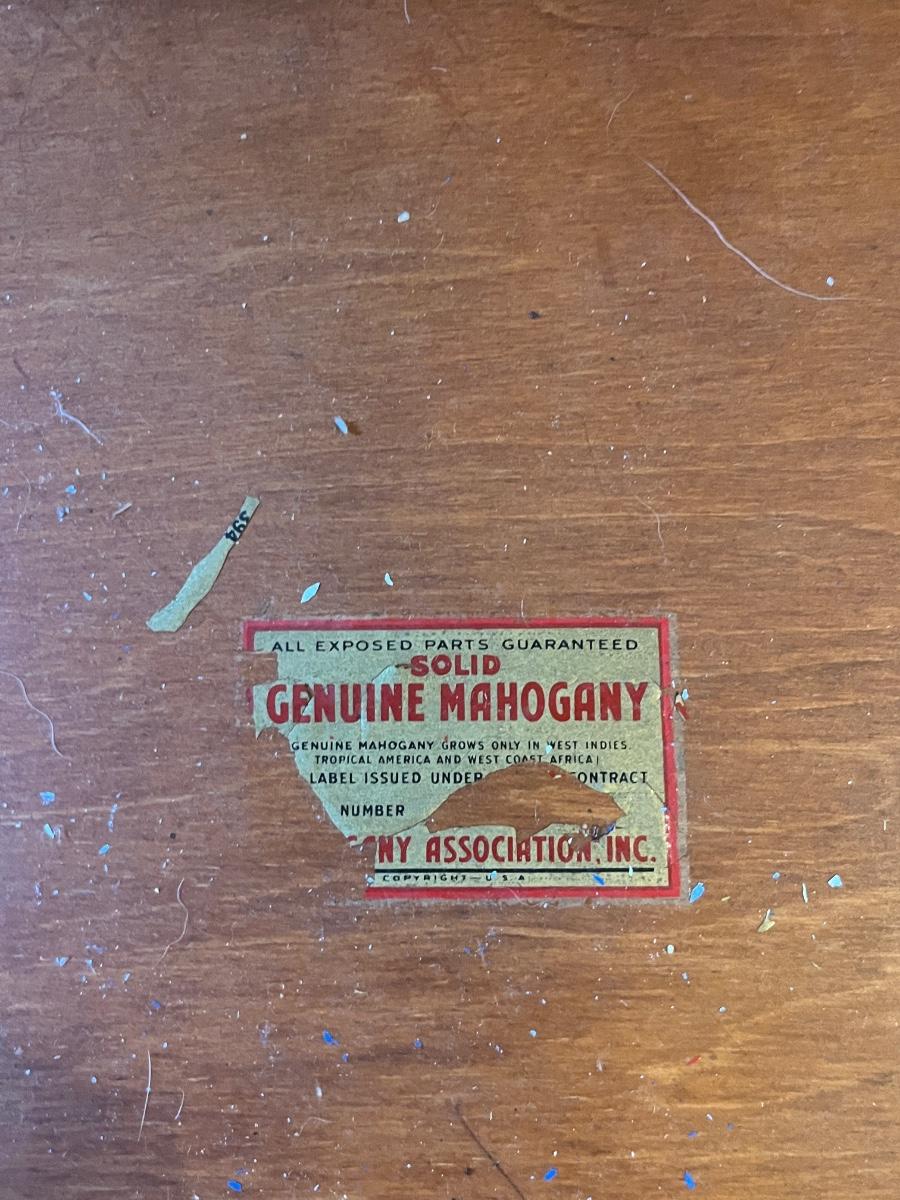 394
ALL EXPOSED PARTS GUARANTEED
SOLID
GENUINE MAHOGANY
GENUINE MAHOGANY GROWS ONLY IN WEST INDIES,
TROPICAL AMERICA AND WEST COAST AFRICA
LABEL ISSUED UNDER CONTRACT
NUMBER
ANY ASSOCIATION, INC.
COPYRIGHT—U.S.A.